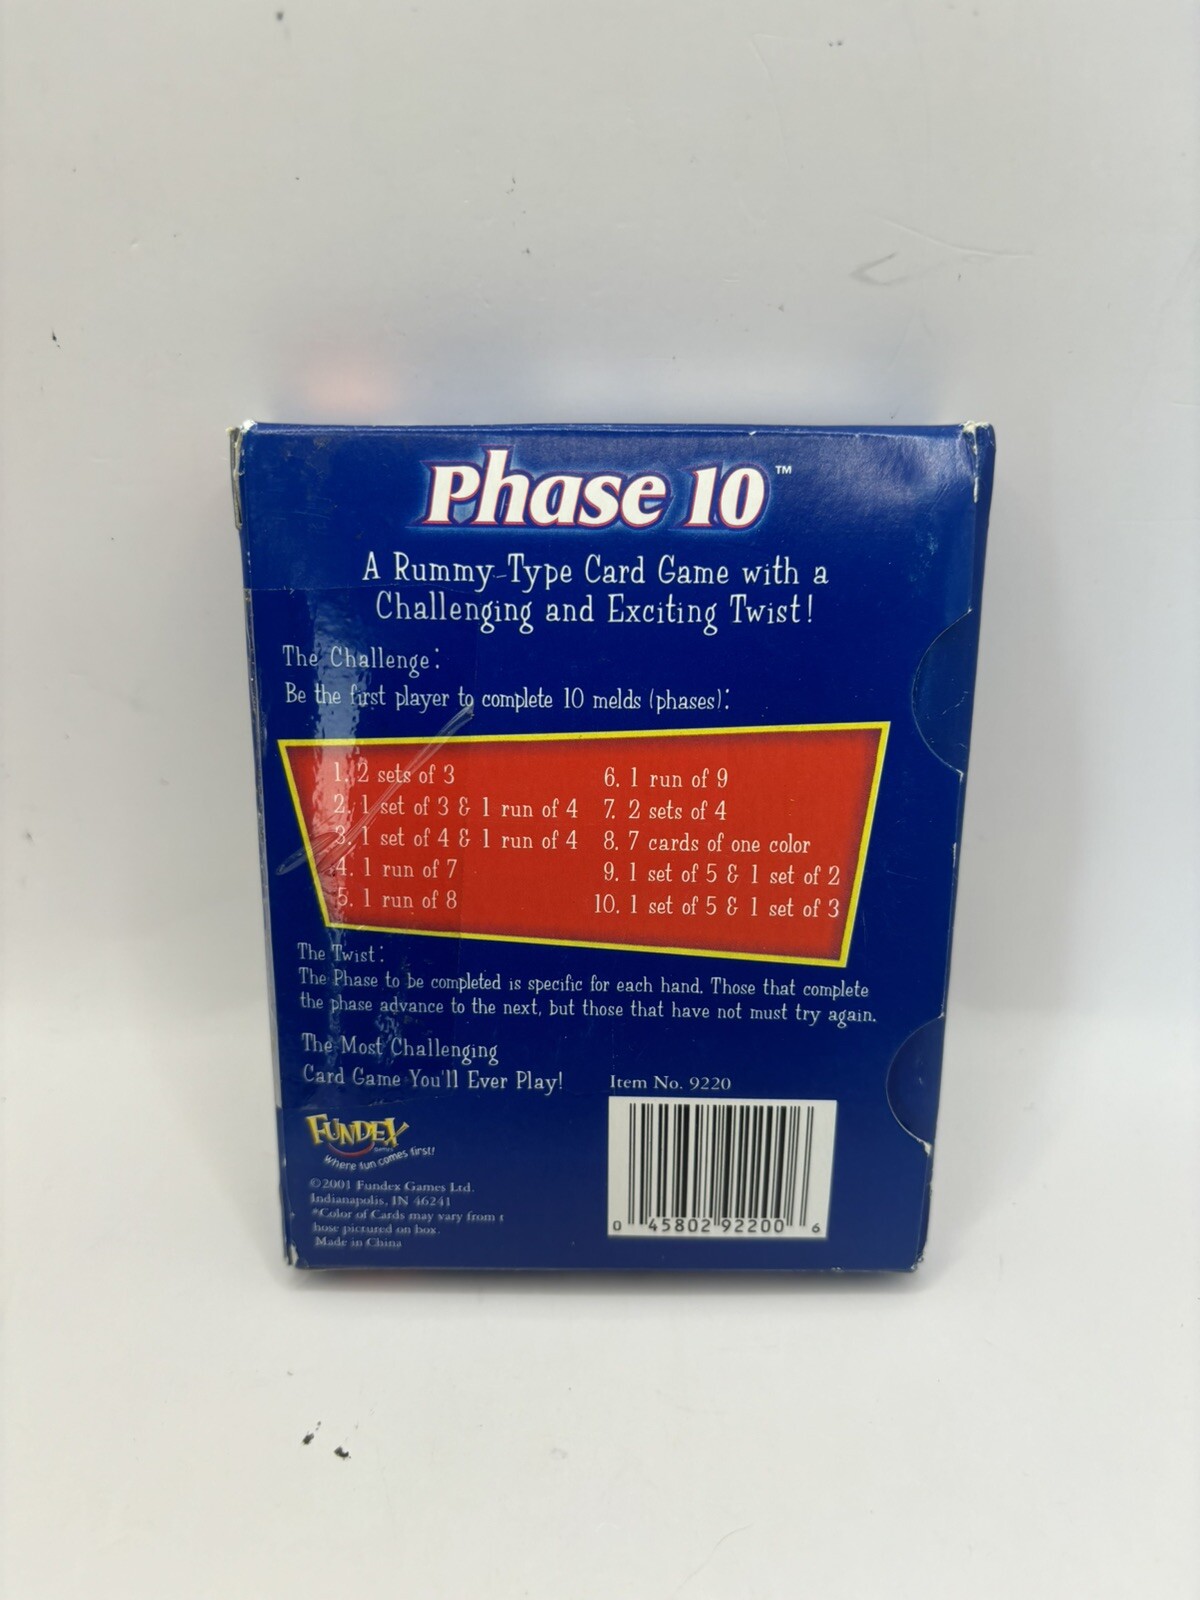 Phase 10™
A Rummy-Type Card Game with a
Challenging and Exciting Twist!
The Challenge:
Be the first player to complete 10 melds (phases):
1. 2 sets of 3
2. 1 set of 3 & 1 run of 4
3. 1 set of 4 & 1 run of 4
4. 1 run of 7
5. 1 run of 8
6. 1 run of 9
7. 2 sets of 4
8. 7 cards of one color
9. 1 set of 5 & 1 set of 2
10. 1 set of 5 & 1 set of 3
The Twist:
The Phase to be completed is specific for each hand. Those that complete
the phase advance to the next, but those that have not must try again.
The Most Challenging
Card Game You'll Ever Play!
Item No. 9220
FUNDEX
Games
where fun comes first!
©2001 Fundex Games Ltd.
Indianapolis, IN 46241
*Color of Cards may vary from t
hose pictured on box.
Made in China
0 45802 92200 6